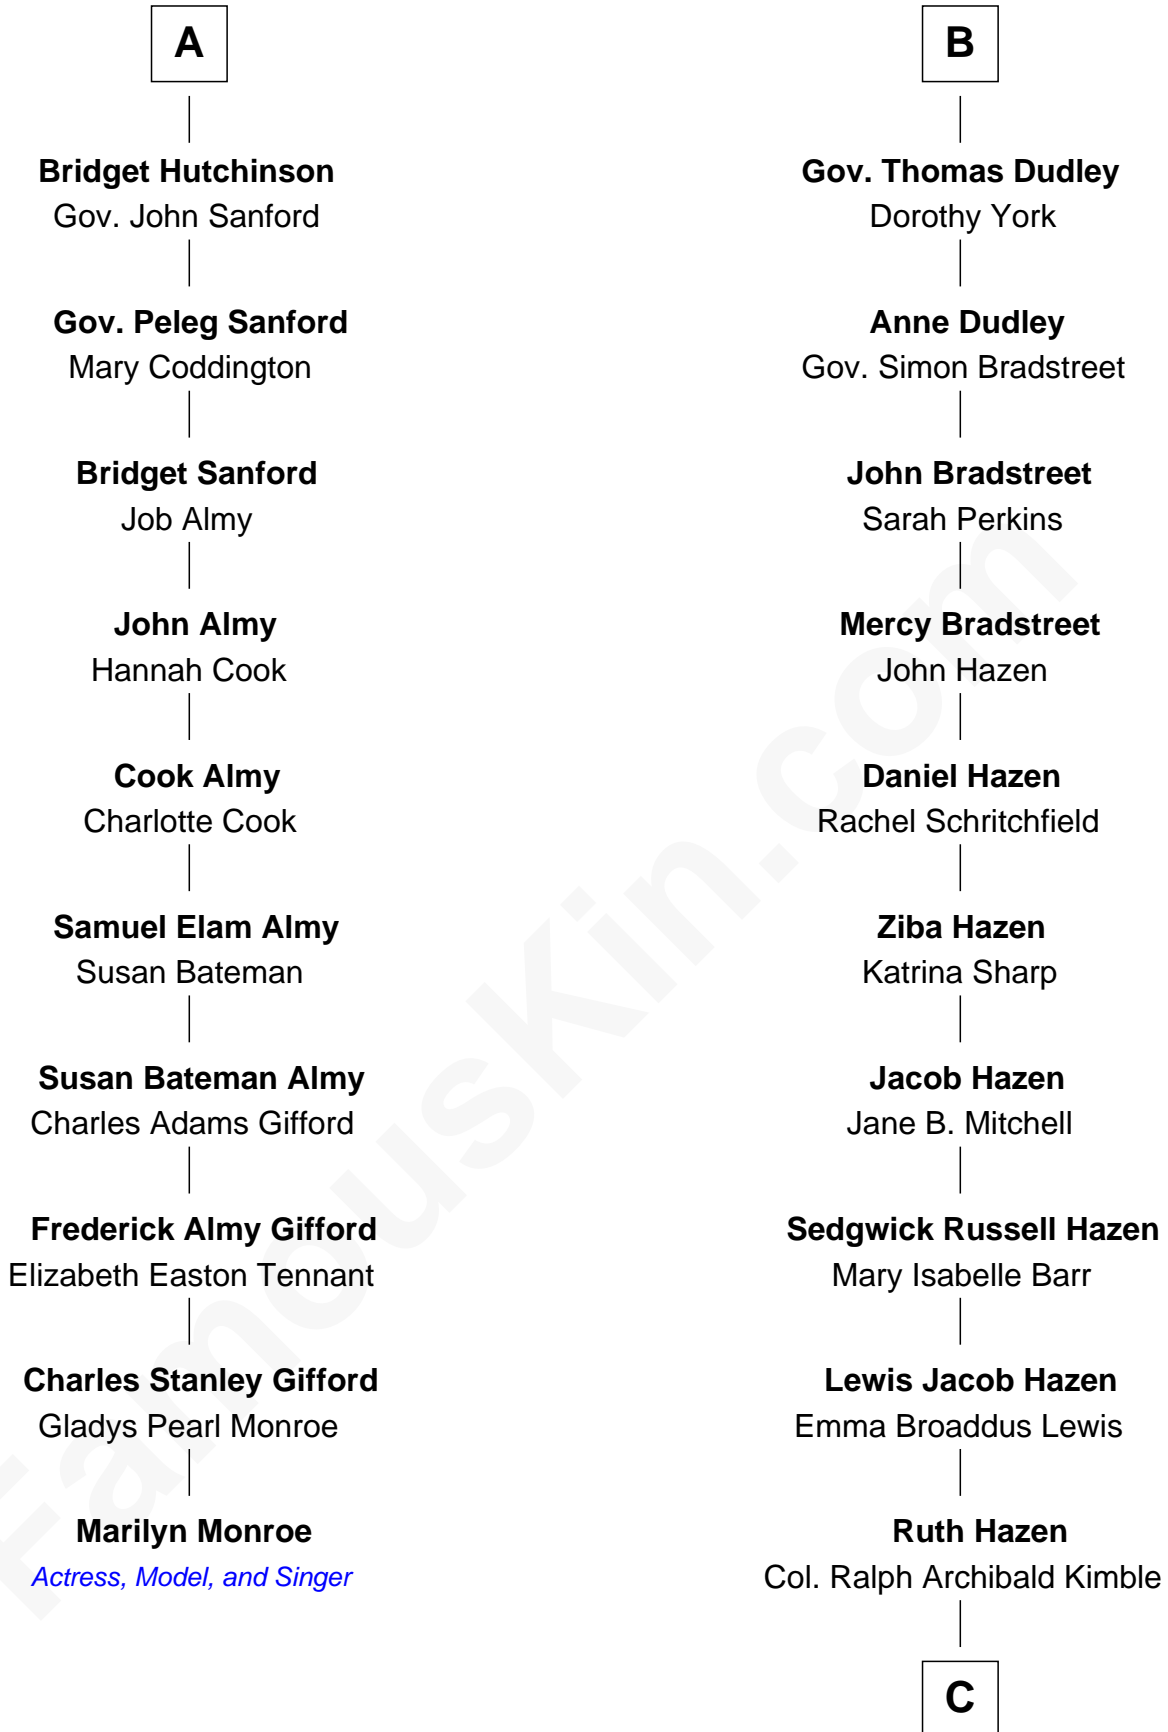 A
Bridget Hutchinson
Gov. John Sanford
Gov. Peleg Sanford
Mary Coddington
Bridget Sanford
Job Almy
John Almy
Hannah Cook
Cook Almy
Charlotte Cook
Samuel Elam Almy
Susan Bateman
Susan Bateman Almy
Charles Adams Gifford
Frederick Almy Gifford
Elizabeth Easton Tennant
Charles Stanley Gifford
Gladys Pearl Monroe
Marilyn Monroe
Actress, Model, and Singer
B
Gov. Thomas Dudley
Dorothy York
Anne Dudley
Gov. Simon Bradstreet
John Bradstreet
Sarah Perkins
Mercy Bradstreet
John Hazen
Daniel Hazen
Rachel Schritchfield
Ziba Hazen
Katrina Sharp
Jacob Hazen
Jane B. Mitchell
Sedgwick Russell Hazen
Mary Isabelle Barr
Lewis Jacob Hazen
Emma Broaddus Lewis
Ruth Hazen
Col. Ralph Archibald Kimble
C
FamousKin.com